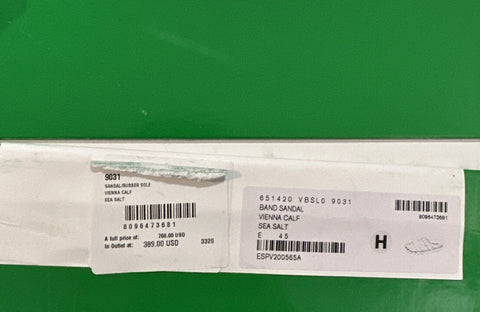 9031
SANDAL/RUBBER SOLE
VIENNA CALF
SEA SALT
8096473681
A full price of: 760.00 USD
In Outlet at: 389.00 USD 3320
651420 VBSL0 9031
BAND SANDAL
VIENNA CALF
SEA SALT
E 45
ESPV200565A
H
8096473681